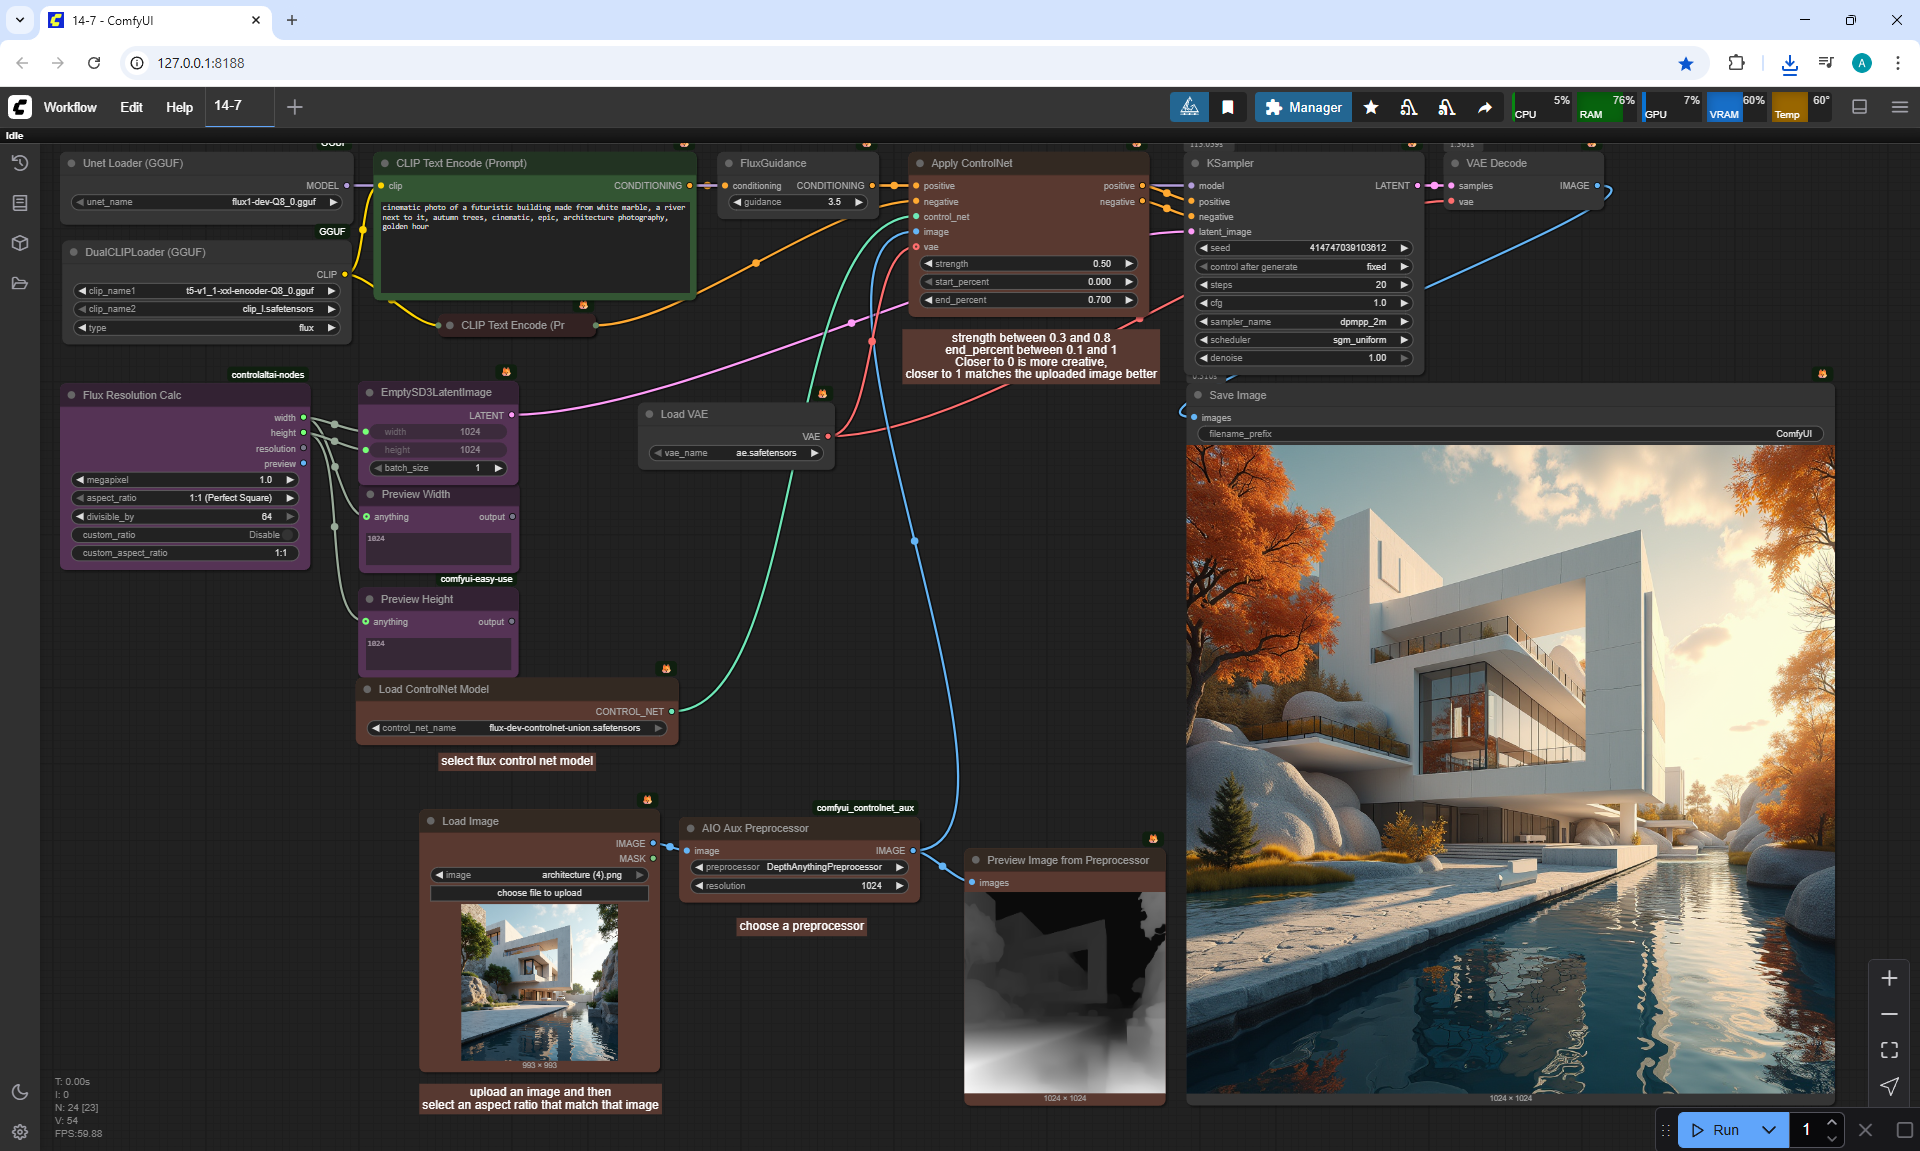 14-7 - ComfyUI
127.0.0.1:8188
A
Workflow
Edit
Help
14-7
Manager
5%
CPU
76%
RAM
7%
GPU
60%
VRAM
60°
Temp
Idle
Unet Loader (GGUF)
MODEL
unet_name
flux1-dev-Q8_0.gguf
GGUF
DualCLIPLoader (GGUF)
CLIP
clip_name1
t5-v1_1-xxl-encoder-Q8_0.gguf
clip_name2
clip_l.safetensors
type
flux
CLIP Text Encode (Prompt)
clip
CONDITIONING
cinematic photo of a futuristic building made from white marble, a river
next to it, autumn trees, cinematic, epic, architecture photography,
golden hour
CLIP Text Encode (Pr
FluxGuidance
conditioning
CONDITIONING
guidance
3.5
Apply ControlNet
positive
positive
negative
negative
control_net
image
vae
strength
0.50
start_percent
0.000
end_percent
0.700
strength between 0.3 and 0.8
end_percent between 0.1 and 1
Closer to 0 is more creative,
closer to 1 matches the uploaded image better
KSampler
model
LATENT
positive
negative
latent_image
seed
414747039103612
control after generate
fixed
steps
20
cfg
1.0
sampler_name
dpmpp_2m
scheduler
sgm_uniform
denoise
1.00
VAE Decode
samples
IMAGE
vae
controlaltai-nodes
Flux Resolution Calc
width
height
resolution
preview
megapixel
1.0
aspect_ratio
1:1 (Perfect Square)
divisible_by
64
custom_ratio
Disable
custom_aspect_ratio
1:1
EmptySD3LatentImage
LATENT
width
1024
height
1024
batch_size
1
Preview Width
anything
output
1024
comfyui-easy-use
Preview Height
anything
output
1024
Load VAE
VAE
vae_name
ae.safetensors
Load ControlNet Model
CONTROL_NET
control_net_name
flux-dev-controlnet-union.safetensors
select flux control net model
Load Image
IMAGE
MASK
image
architecture (4).png
choose file to upload
993 × 993
upload an image and then
select an aspect ratio that match that image
comfyui_controlnet_aux
AIO Aux Preprocessor
image
IMAGE
preprocessor
DepthAnythingPreprocessor
resolution
1024
choose a preprocessor
Preview Image from Preprocessor
images
1024 × 1024
Save Image
images
filename_prefix
ComfyUI
1024 × 1024
T: 0.00s
I: 0
N: 24 [23]
V: 54
FPS:59.88
Run
1